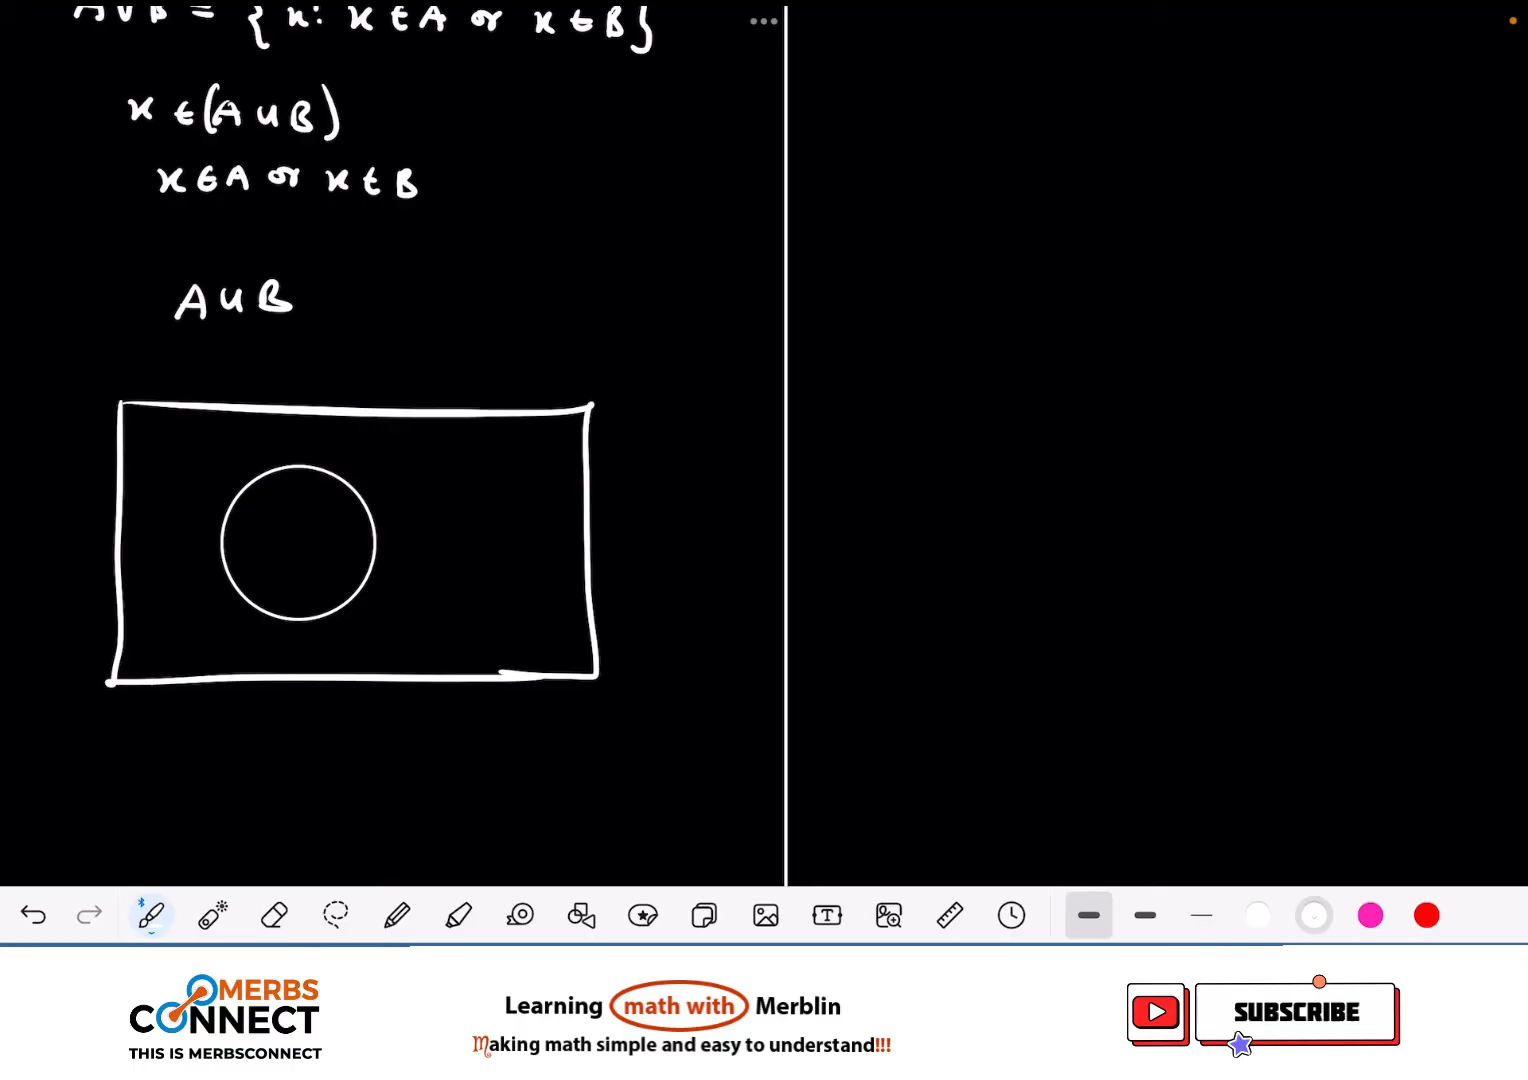 A ∪ B = { x: x ∈ A or x ∈ B}
x ∈ (A ∪ B)
x ∈ A or x ∈ B
A ∪ B
T
MERBS
CONNECT
THIS IS MERBSCONNECT
Learning math with Merblin
Making math simple and easy to understand!!!
SUBSCRIBE